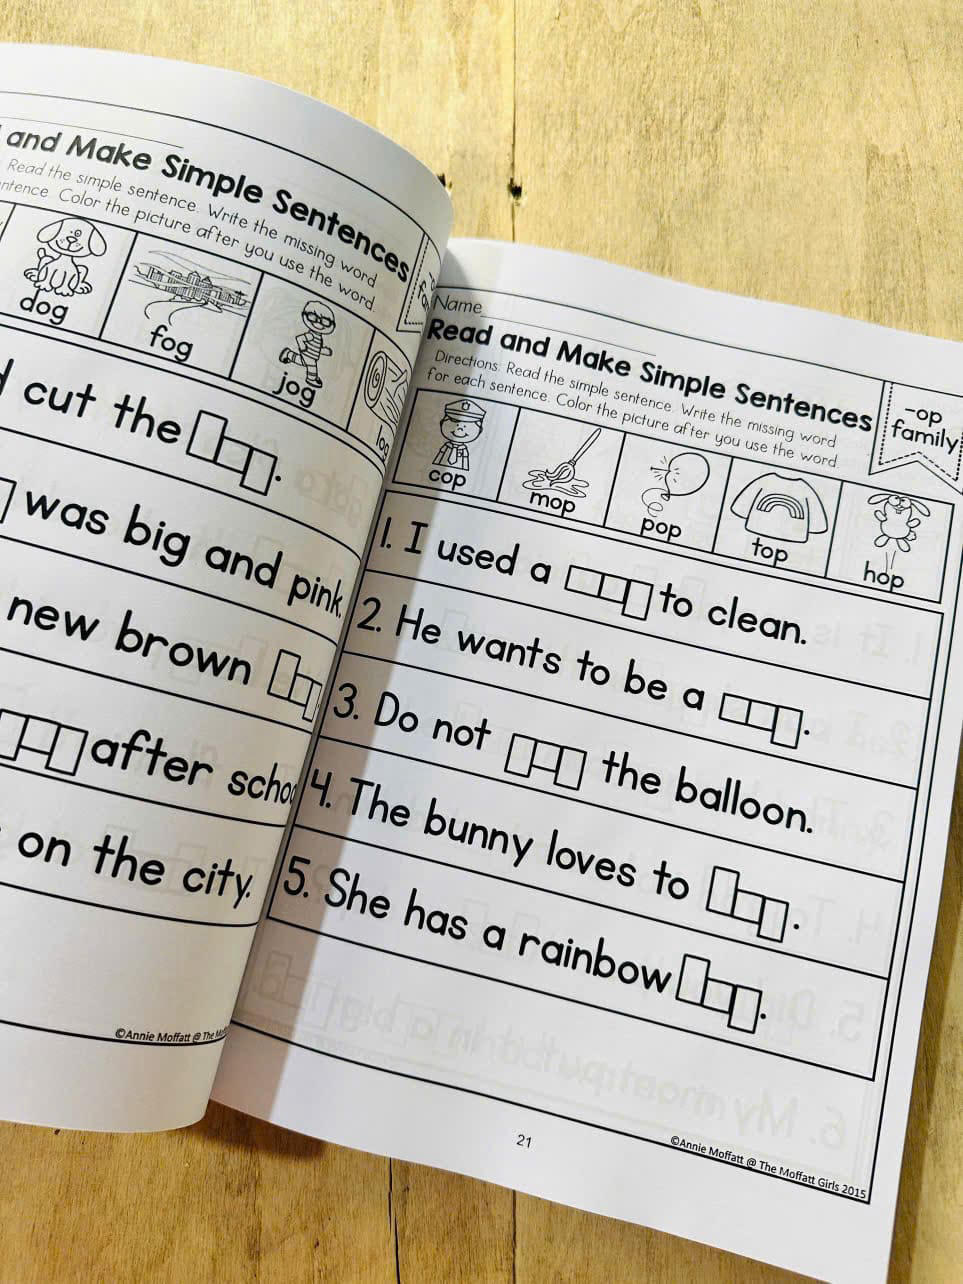 and Make Simple Sentences
Read the simple sentence. Write the missing word
Color the picture after you use the word.
dog
fog
jog
log
cut the .
was big and pink.
new brown
after
on the city.
©Annie Moffatt @ The
Name
Read and Make Simple Sentences
Directions: Read the simple sentence. Write the missing word
for each sentence. Color the picture after you use the word.
-op
family
cop
mop
pop
top
hop
1. I used a to clean.
2. He wants to be a .
3. Do not the balloon.
4. The bunny loves to .
5. She has a rainbow .
21
©Annie Moffatt @ The Moffatt Girls 2015